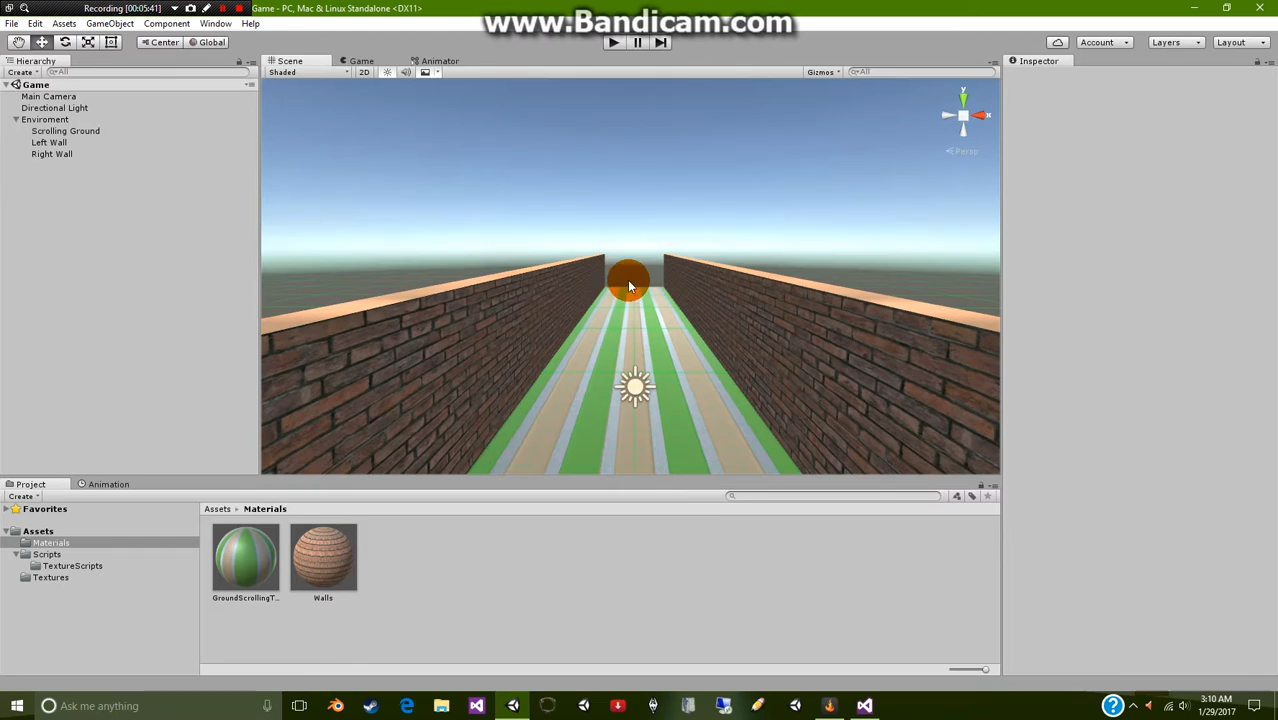 Recording [00:05:41]
Game - PC, Mac & Linux Standalone <DX11>
www.Bandicam.com
File Edit Assets GameObject Component Window Help
Center Global Account Layers Layout
Hierarchy Scene Game Animator Inspector
Create All Shaded 2D Gizmos All
Game
Main Camera
Directional Light
Enviroment
Scrolling Ground
Left Wall
Right Wall
y
x
Persp
Project Animation
Create
Favorites
Assets
Materials
Scripts
TextureScripts
Textures
Assets Materials
GroundScrollingT...
Walls
Ask me anything
3:10 AM
1/29/2017